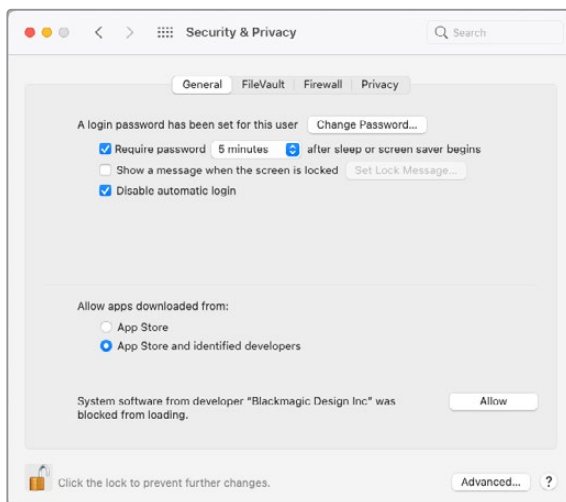 Security & Privacy
Search
General FileVault Firewall Privacy
A login password has been set for this user Change Password...
Require password 5 minutes after sleep or screen saver begins
Show a message when the screen is locked Set Lock Message...
Disable automatic login
Allow apps downloaded from:
App Store
App Store and identified developers
System software from developer "Blackmagic Design Inc" was Allow
blocked from loading.
Click the lock to prevent further changes. Advanced... ?